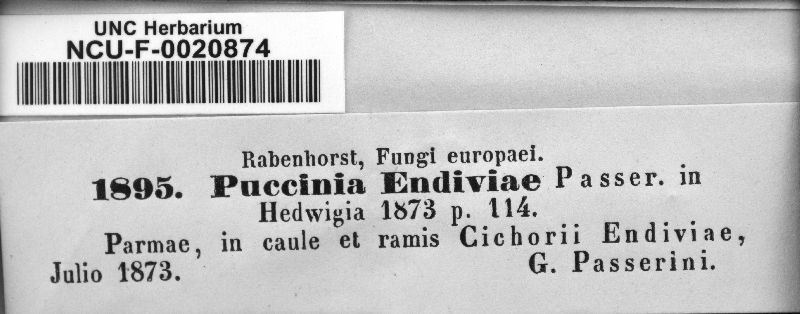 UNC Herbarium
NCU-F-0020874
Rabenhorst, Fungi europaei.
1895. Puccinia Endiviae Passer. in
Hedwigia 1873 p. 114.
Parmae, in caule et ramis Cichorii Endiviae,
Julio 1873. G. Passerini.